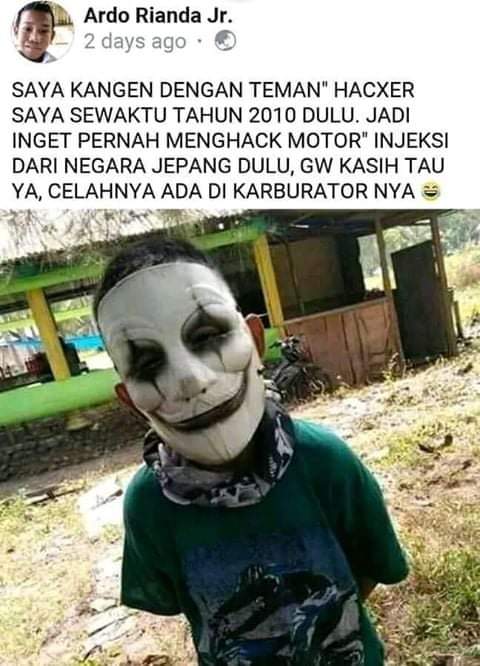 Ardo Rianda Jr.
2 days ago ·
SAYA KANGEN DENGAN TEMAN" HACXER
SAYA SEWAKTU TAHUN 2010 DULU. JADI
INGET PERNAH MENGHACK MOTOR" INJEKSI
DARI NEGARA JEPANG DULU, GW KASIH TAU
YA, CELAHNYA ADA DI KARBURATOR NYA 😂